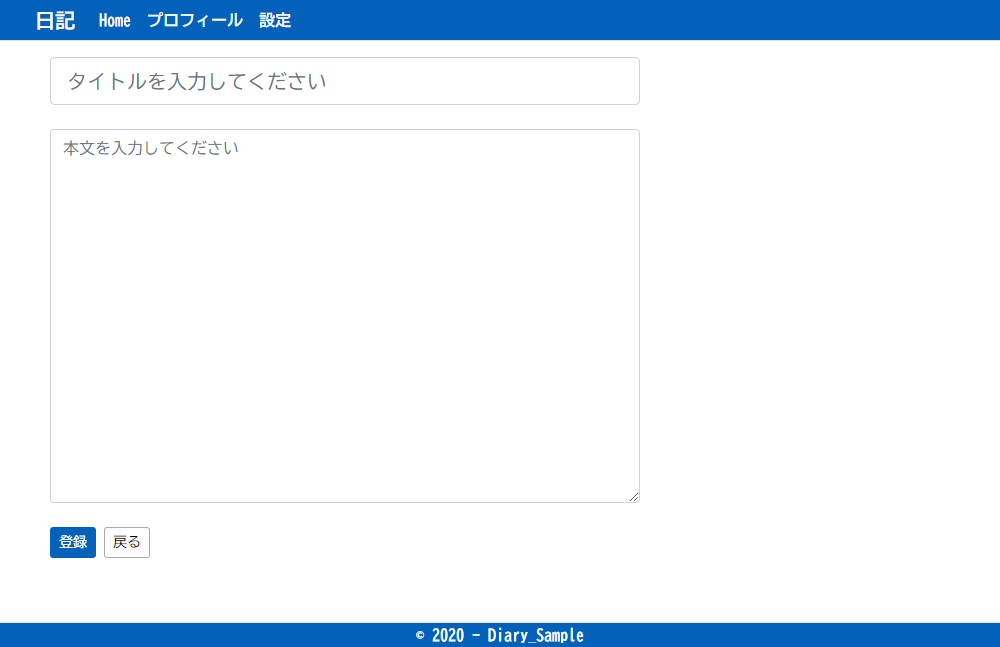 日記 Home プロフィール 設定
タイトルを入力してください
本文を入力してください
登録 戻る
© 2020 - Diary_Sample